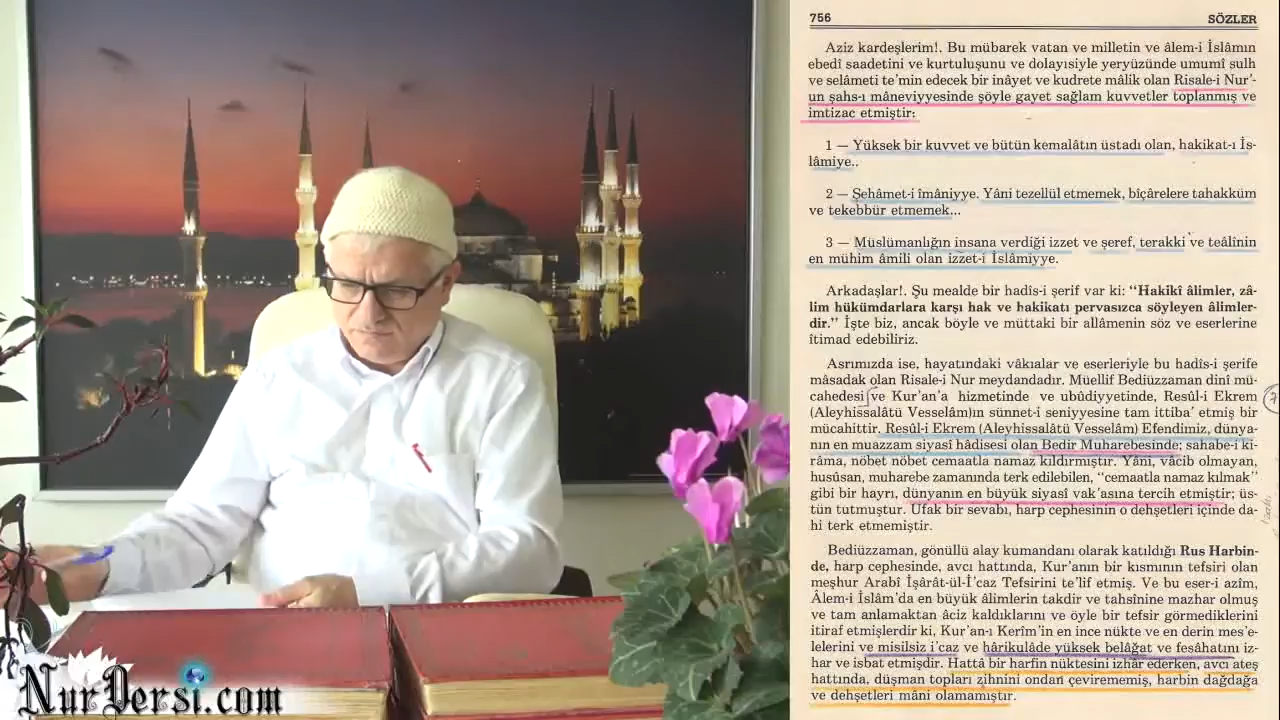 756 SÖZLER
Aziz kardeşlerim!. Bu mübarek vatan ve milletin ve âlem-i İslâmın
ebedî saadetini ve kurtuluşunu ve dolayısiyle yeryüzünde umumî sulh
ve selâmeti te'min edecek bir inâyet ve kudrete mâlik olan Risale-i Nur'-
un şahs-ı mâneviyyesinde şöyle gayet sağlam kuvvetler toplanmış ve
imtizac etmiştir:
1 — Yüksek bir kuvvet ve bütün kemalâtın üstadı olan, hakikat-ı İs-
lâmiye..
2 — Şehâmet-i îmâniyye. Yâni tezellül etmemek, bîçârelere tahakküm
ve tekebbür etmemek...
3 — Müslümanlığın insana verdiği izzet ve şeref, terakki ve teâlînin
en mühim âmili olan izzet-i İslâmiyye.
Arkadaşlar!. Şu mealde bir hadîs-i şerif var ki: "Hakikî âlimler, zâ-
lim hükümdarlara karşı hak ve hakikatı pervasızca söyleyen âlimler-
dir." İşte biz, ancak böyle ve müttaki bir allâmenin söz ve eserlerine
îtimad edebiliriz.
Asrımızda ise, hayatındaki vâkıalar ve eserleriyle bu hadîs-i şerife
mâsadak olan Risale-i Nur meydandadır. Müellif Bediüzzaman dinî mü-
cahedesi ve Kur'an'a hizmetinde ve ubûdiyyetinde, Resûl-i Ekrem
(Aleyhissalâtü Vesselâm)ın sünnet-i seniyyesine tam ittiba' etmiş bir
mücahittir. Resûl-i Ekrem (Aleyhissalâtü Vesselâm) Efendimiz, dünya-
nın en muazzam siyasî hâdisesi olan Bedir Muharebesinde; sahabe-i ki-
râma, nöbet nöbet cemaatla namaz kıldırmıştır. Yâni, vâcib olmayan,
husûsan, muharebe zamanında terk edilebilen, "cemaatla namaz kılmak"
gibi bir hayrı, dünyanın en büyük siyasî vak'asına tercih etmiştir; üs-
tün tutmuştur. Ufak bir sevabı, harp cephesinin o dehşetleri içinde da-
hi terk etmemiştir.
Bediüzzaman, gönüllü alay kumandanı olarak katıldığı Rus Harbin-
de, harp cephesinde, avcı hattında, Kur'anın bir kısmının tefsiri olan
meşhur Arabî İşârât-ül-İ'caz Tefsirini te'lif etmiş. Ve bu eser-i azîm,
Âlem-i İslâm'da en büyük âlimlerin takdir ve tahsînine mazhar olmuş
ve tam anlamaktan âciz kaldıklarını ve öyle bir tefsir görmediklerini
itiraf etmişlerdir ki, Kur'an-ı Kerîm'in en ince nükte ve en derin mes'e-
lelerini ve misilsiz i'caz ve hârikulâde yüksek belâğat ve fesâhatını iz-
har ve isbat etmişdir. Hattâ bir harfin nüktesini izhâr ederken, avcı ateş
hattında, düşman topları zihnini ondan çevirememiş, harbin dağdağa
ve dehşetleri mâni olamamıştır.
NurDersi.com